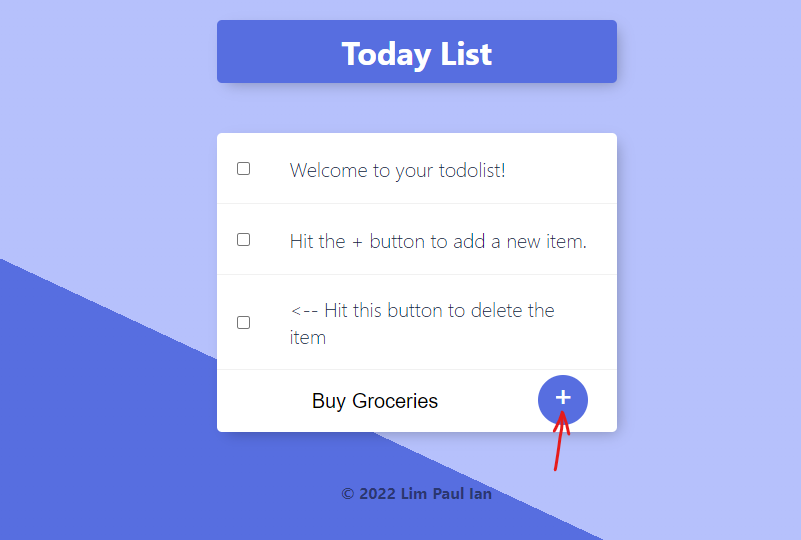 Today List
Welcome to your todolist!
Hit the + button to add a new item.
<-- Hit this button to delete the
item
Buy Groceries +
© 2022 Lim Paul Ian